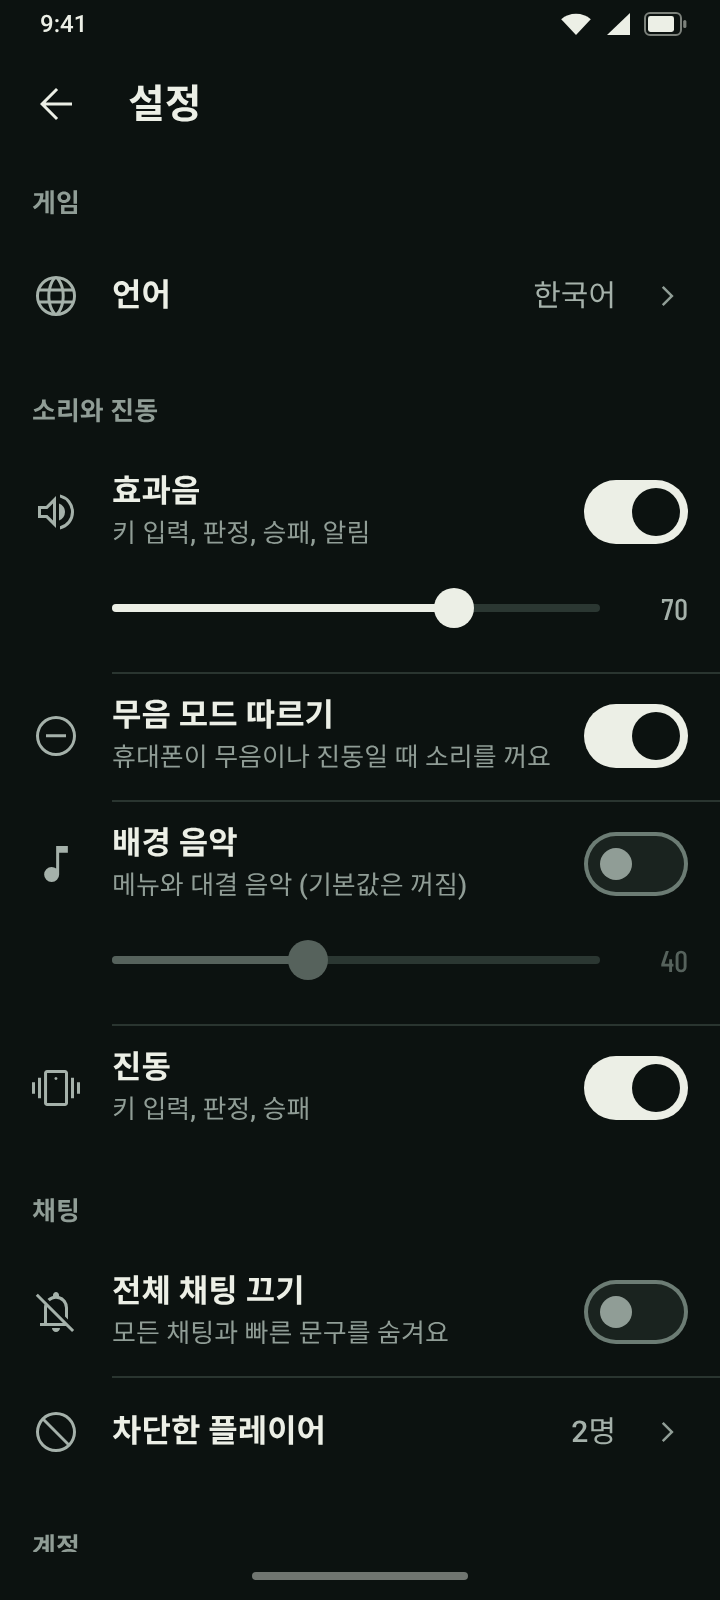 9:41
설정
게임
언어
한국어
소리와 진동
효과음
키 입력, 판정, 승패, 알림
70
무음 모드 따르기
휴대폰이 무음이나 진동일 때 소리를 꺼요
배경 음악
메뉴와 대결 음악 (기본값은 꺼짐)
40
진동
키 입력, 판정, 승패
채팅
전체 채팅 끄기
모든 채팅과 빠른 문구를 숨겨요
차단한 플레이어
2명
계정